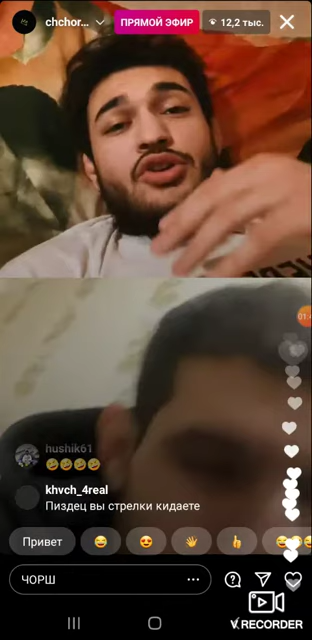 chchor...
ПРЯМОЙ ЭФИР
12,2 тыс.
hushik61
khvch_4real
Пиздец вы стрелки кидаете
Привет
ЧОРШ
RECORDER